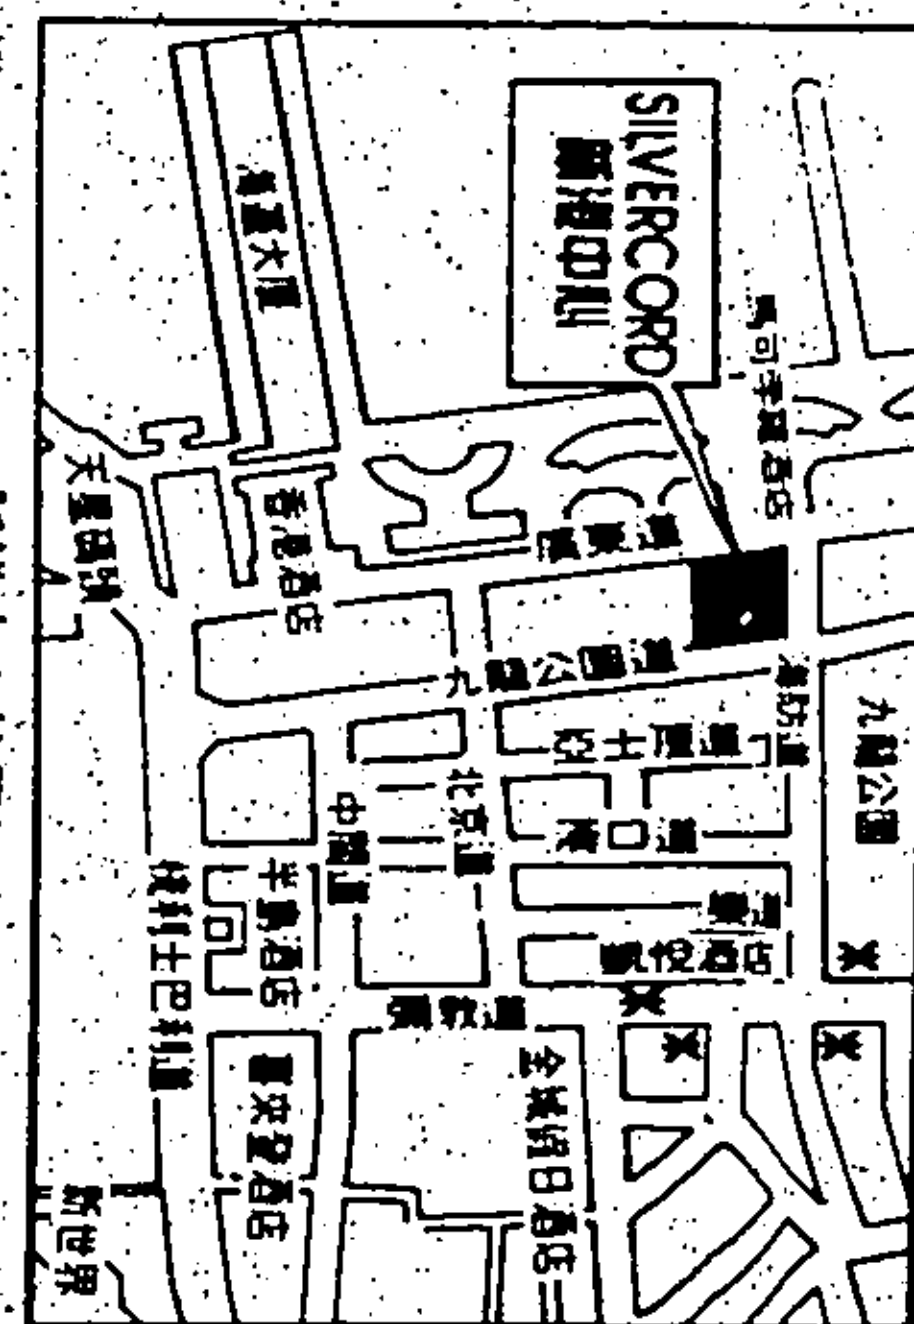 SILVERCORD
新港中心
海運大厦
馬可孛羅酒店
天星碼頭
香港酒店
廣東道
九龍公園道
海防道
九龍公園
亞士厘道
北京道
中間道
漢口道
半島酒店
梳利士巴利道
凱悅酒店
彌敦道
喜來登酒店
金域假日酒店
新世界